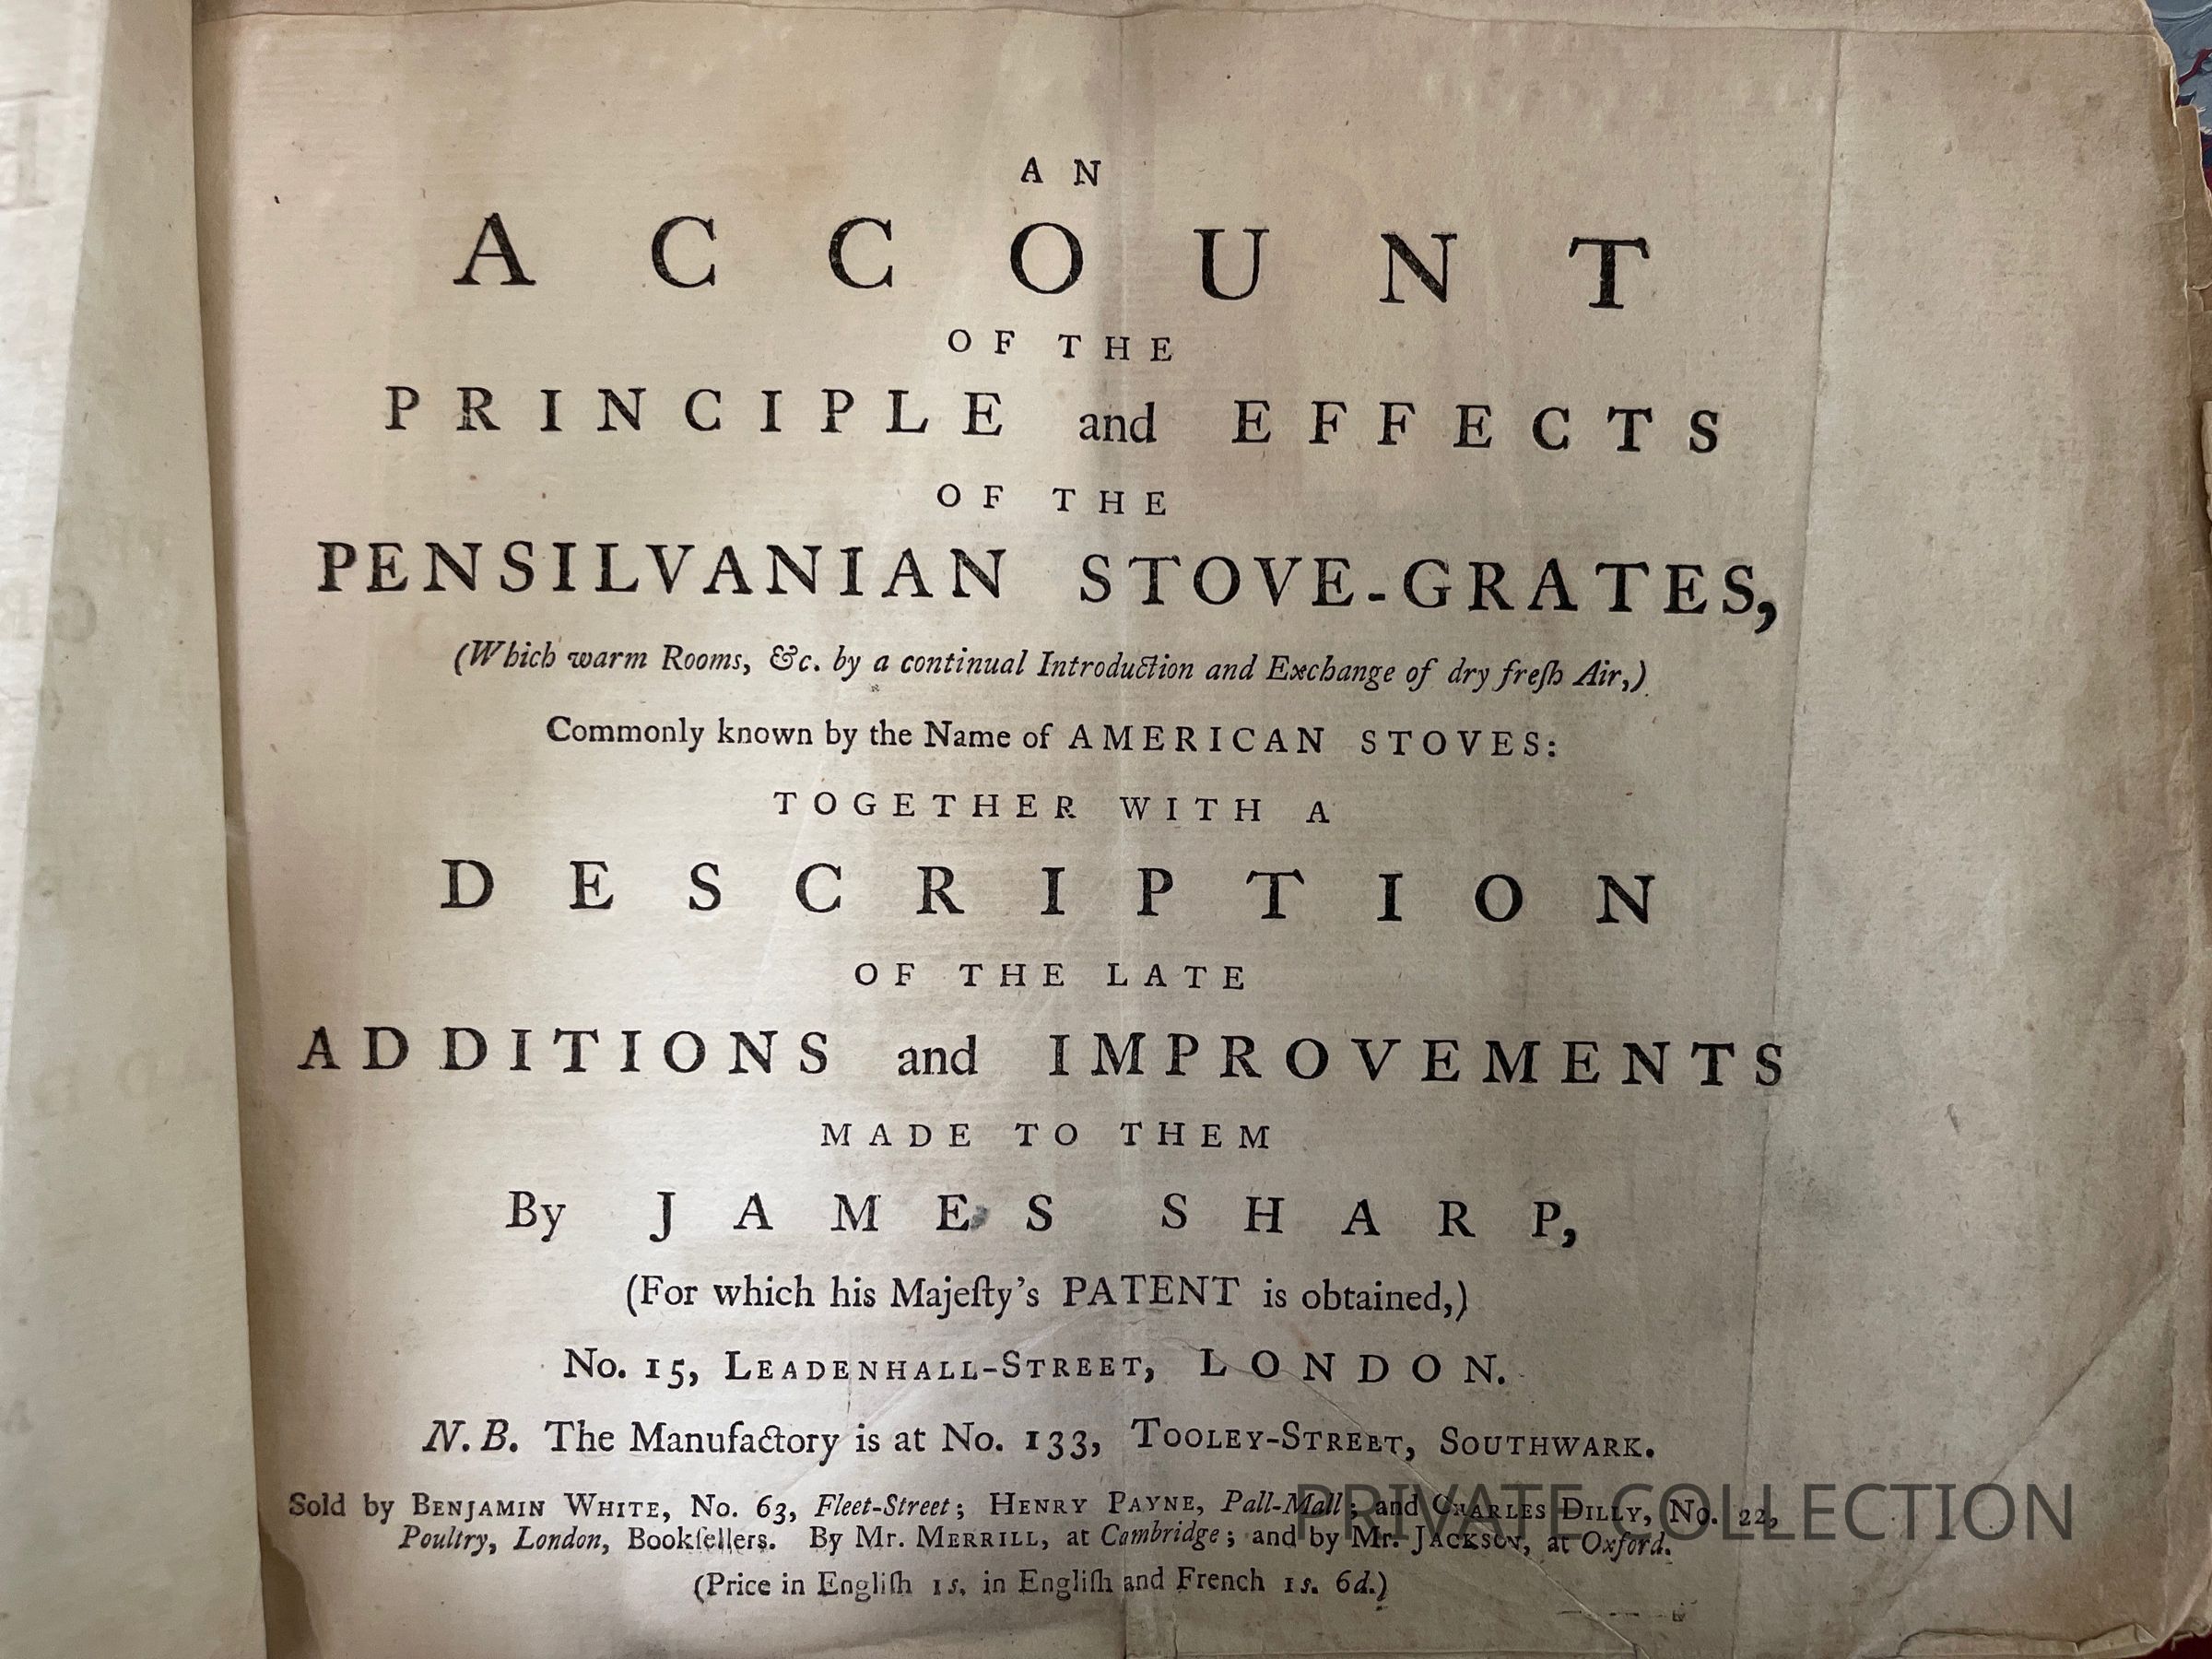 AN
ACCOUNT
OF THE
PRINCIPLE and EFFECTS
OF THE
PENSILVANIAN STOVE-GRATES,
(Which warm Rooms, &c. by a continual Introduction and Exchange of dry freſh Air,)
Commonly known by the Name of AMERICAN STOVES:
TOGETHER WITH A
DESCRIPTION
OF THE LATE
ADDITIONS and IMPROVEMENTS
MADE TO THEM
By JAMES SHARP,
(For which his Majeſty's PATENT is obtained,)
No. 15, LEADENHALL-STREET, LONDON.
N. B. The Manufactory is at No. 133, TOOLEY-STREET, SOUTHWARK.
Sold by BENJAMIN WHITE, No. 63, Fleet-Street; HENRY PAYNE, Pall-Mall; and CHARLES DILLY, No. 22,
Poultry, London, Bookſellers. By Mr. MERRILL, at Cambridge; and by Mr. JACKSON, at Oxford.
(Price in Engliſh 1s. in Engliſh and French 1s. 6d.)
PRIVATE COLLECTION